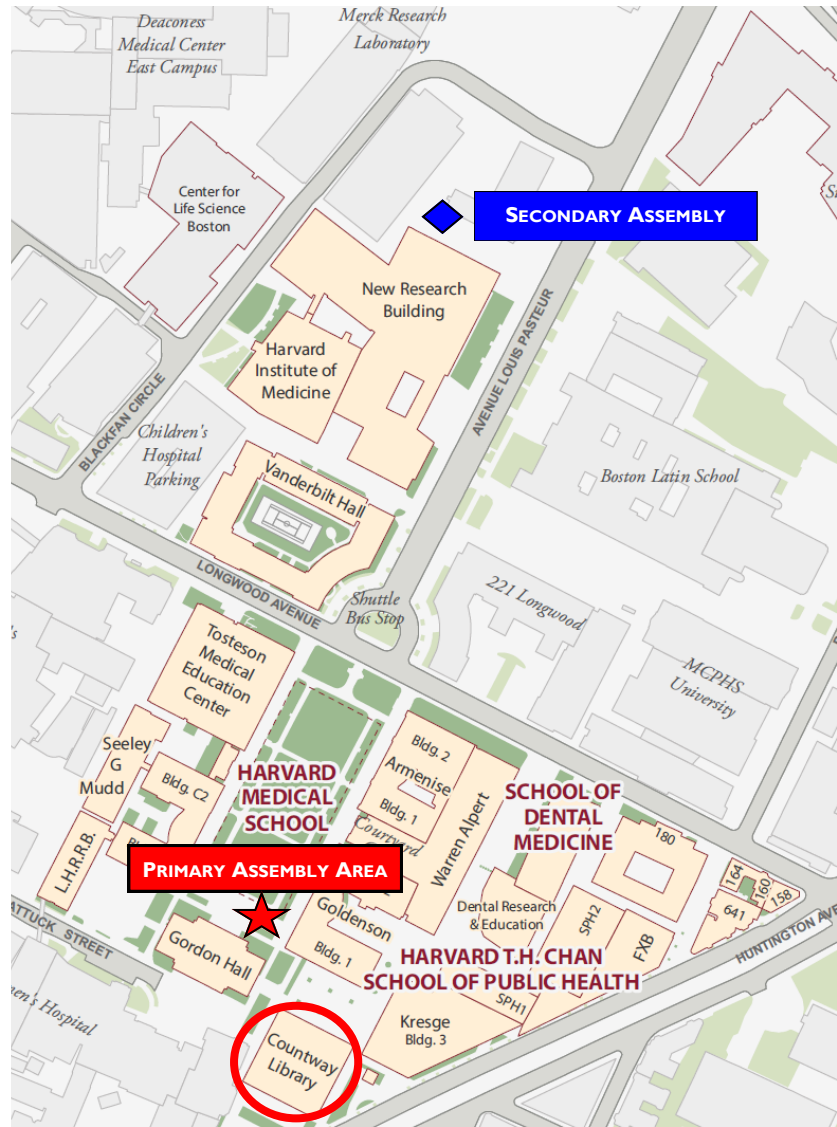 Deaconess
Medical Center
East Campus
Merck Research
Laboratory
Center for
Life Science
Boston
SECONDARY ASSEMBLY
New Research
Building
Harvard
Institute of
Medicine
AVENUE LOUIS PASTEUR
BLACKFAN CIRCLE
Children's
Hospital
Parking
Vanderbilt Hall
Boston Latin School
LONGWOOD AVENUE
Shuttle
Bus Stop
221 Longwood
Tosteson
Medical
Education
Center
MCPHS
University
Seeley
G
Mudd
Bldg. C2
Bldg. 2
Armenise
Bldg. 1
HARVARD
MEDICAL
SCHOOL
Courtyard
Warren Alpert
SCHOOL OF
DENTAL
MEDICINE
180
164
160
158
641
L.H.R.R.B.
PRIMARY ASSEMBLY AREA
Goldenson
Bldg. 1
Dental Research
& Education
SPH2
FXB
HUNTINGTON AVE
ATTUCK STREET
Gordon Hall
HARVARD T.H. CHAN
SCHOOL OF PUBLIC HEALTH
SPH1
Kresge
Bldg. 3
en's Hospital
Countway
Library